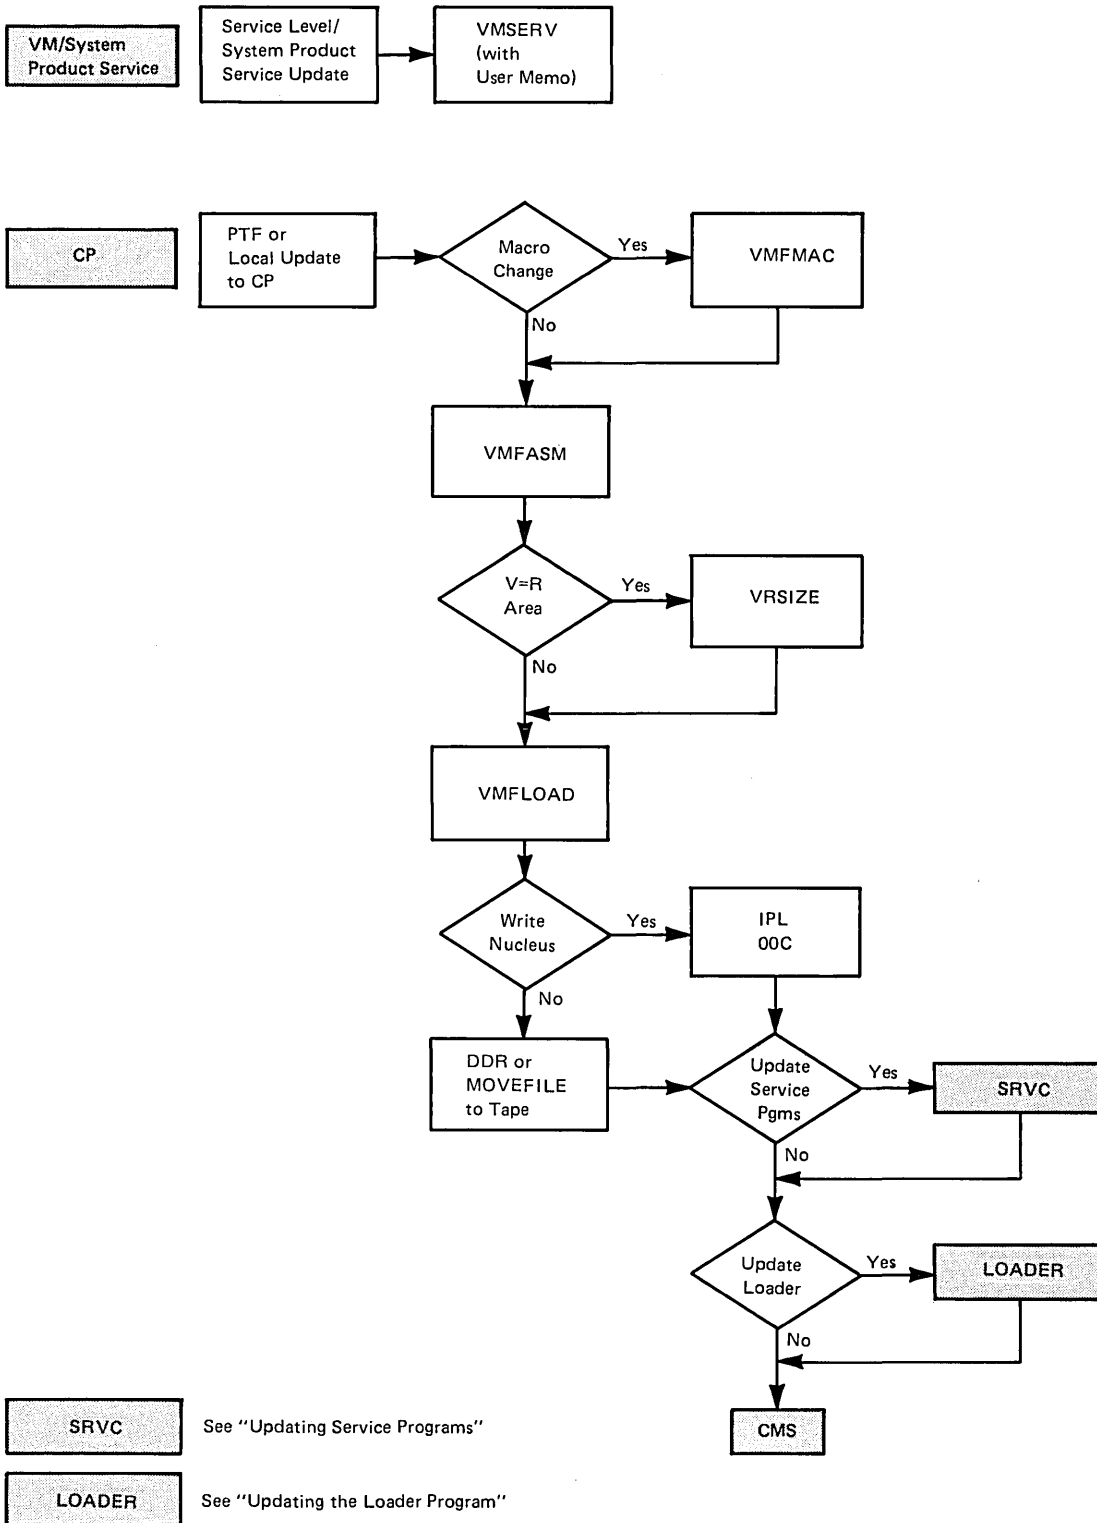 VM/System
Product Service
Service Level/
System Product
Service Update
VMSERV
(with
User Memo)
CP
PTF or
Local Update
to CP
Macro
Change
Yes
VMFMAC
No
VMFASM
V=R
Area
Yes
VRSIZE
No
VMFLOAD
Write
Nucleus
Yes
IPL
00C
No
DDR or
MOVEFILE
to Tape
Update
Service
Pgms
Yes
SRVC
No
Update
Loader
Yes
LOADER
No
CMS
SRVC
See "Updating Service Programs"
LOADER
See "Updating the Loader Program"